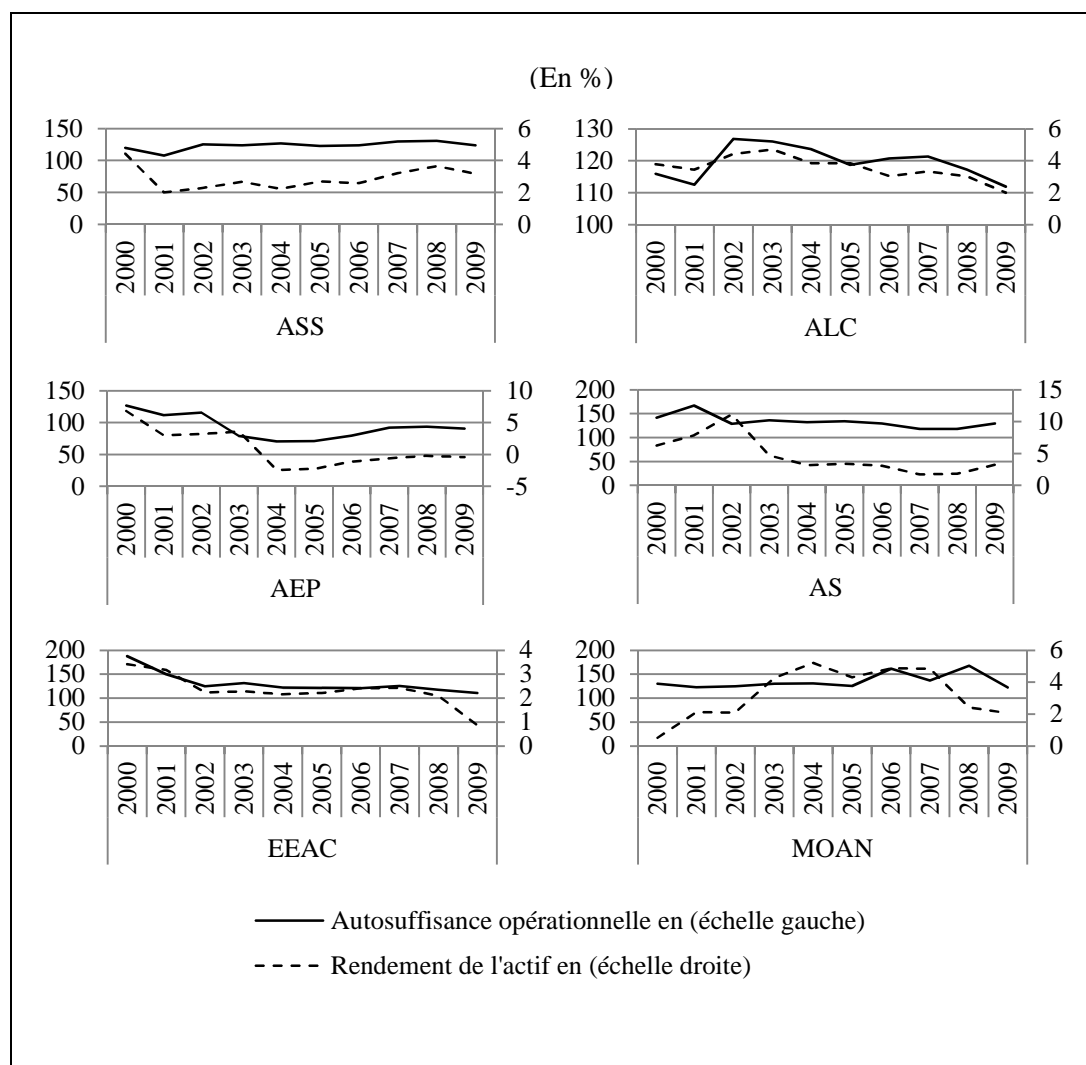 (En %)
150 100 50 0
6 4 2 0
2000 2001 2002 2003 2004 2005 2006 2007 2008 2009
ASS
130 120 110 100
6 4 2 0
2000 2001 2002 2003 2004 2005 2006 2007 2008 2009
ALC
150 100 50 0
10 5 0 -5
2000 2001 2002 2003 2004 2005 2006 2007 2008 2009
AEP
200 150 100 50 0
15 10 5 0
2000 2001 2002 2003 2004 2005 2006 2007 2008 2009
AS
200 150 100 50 0
4 3 2 1 0
2000 2001 2002 2003 2004 2005 2006 2007 2008 2009
EEAC
200 150 100 50 0
6 4 2 0
2000 2001 2002 2003 2004 2005 2006 2007 2008 2009
MOAN
Autosuffisance opérationnelle en (échelle gauche)
Rendement de l'actif en (échelle droite)